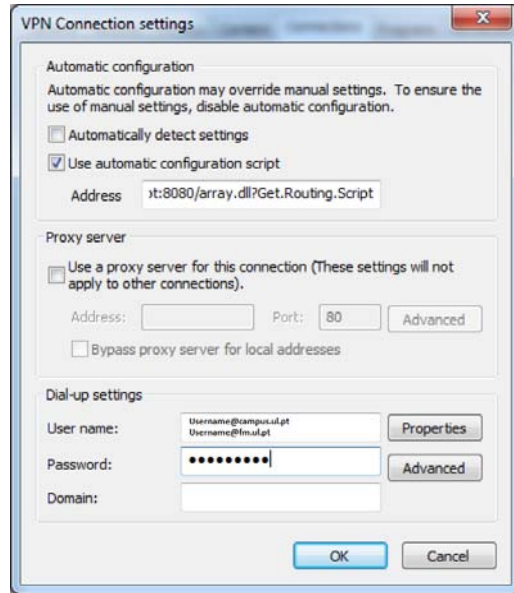 VPN Connection settings
Automatic configuration
Automatic configuration may override manual settings. To ensure the
use of manual settings, disable automatic configuration.
Automatically detect settings
Use automatic configuration script
Address ɔt:8080/array.dll?Get.Routing.Script
Proxy server
Use a proxy server for this connection (These settings will not
apply to other connections).
Address: Port: 80 Advanced
Bypass proxy server for local addresses
Dial-up settings
User name: Username@campus.ul.pt
Username@fm.ul.pt
Properties
Password: ●●●●●●●●● Advanced
Domain:
OK Cancel